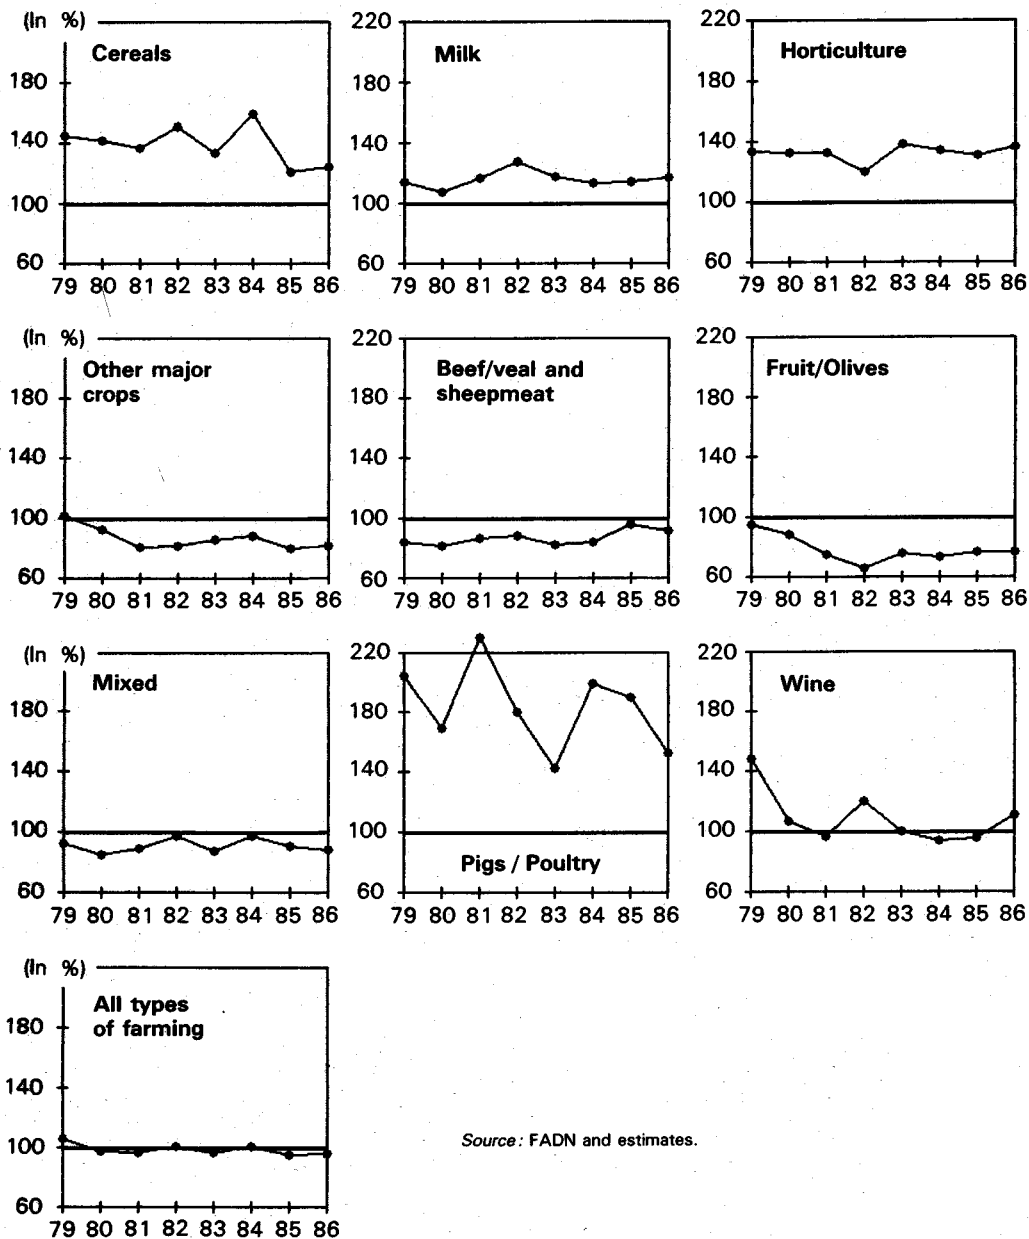 (In %)
Cereals
180
140
100
60
79 80 81 82 83 84 85 86
220
Milk
180
140
100
60
79 80 81 82 83 84 85 86
220
Horticulture
180
140
100
60
79 80 81 82 83 84 85 86
(In %)
Other major
crops
180
140
100
60
79 80 81 82 83 84 85 86
220
Beef/veal and
sheepmeat
180
140
100
60
79 80 81 82 83 84 85 86
220
Fruit/Olives
180
140
100
60
79 80 81 82 83 84 85 86
(In %)
Mixed
180
140
100
60
79 80 81 82 83 84 85 86
220
180
140
100
Pigs / Poultry
60
79 80 81 82 83 84 85 86
220
Wine
180
140
100
60
79 80 81 82 83 84 85 86
(In %)
All types
of farming
180
140
100
60
79 80 81 82 83 84 85 86
Source: FADN and estimates.